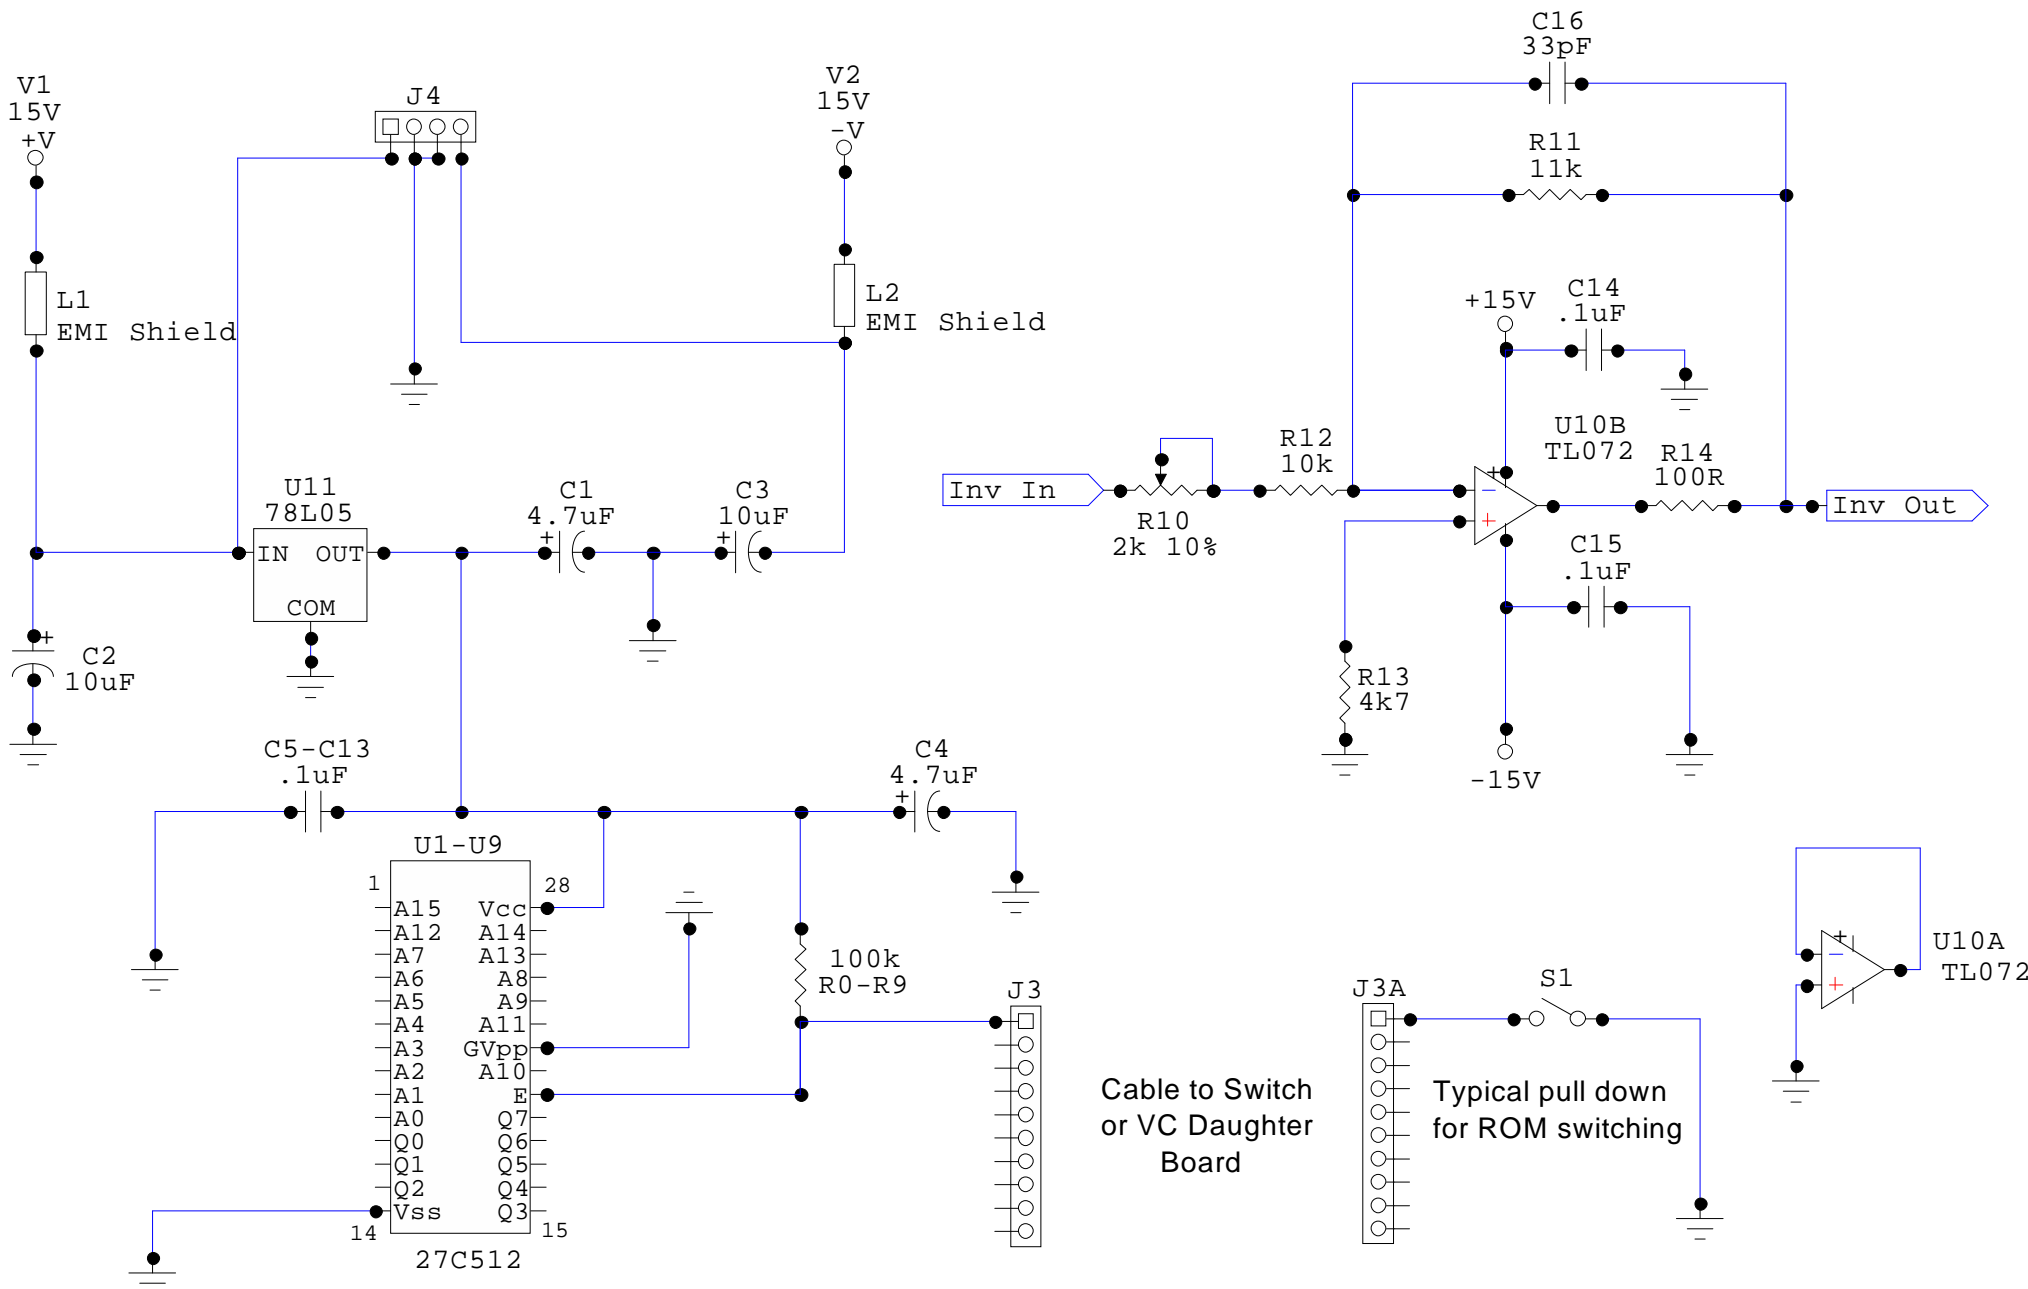 V1
15V
+V
J4
V2
15V
-V
L1
EMI Shield
L2
EMI Shield
U11
78L05
IN OUT
COM
C1
4.7uF
+
C3
10uF
+
+
C2
10uF
C5-C13
.1uF
C4
4.7uF
+
U1-U9
1
28
A15 Vcc
A12 A14
A7 A13
A6 A8
A5 A9
A4 A11
A3 GVpp
A2 A10
A1 E
A0 Q7
Q0 Q6
Q1 Q5
Q2 Q4
Vss Q3
14
15
27C512
100k
R0-R9
J3
Cable to Switch
or VC Daughter
Board
J3A
S1
Typical pull down
for ROM switching
C16
33pF
R11
11k
+15V
C14
.1uF
U10B
TL072
R12
10k
R14
100R
Inv In
R10
2k 10%
+
-
+
Inv Out
C15
.1uF
R13
4k7
-15V
+
-
+
U10A
TL072